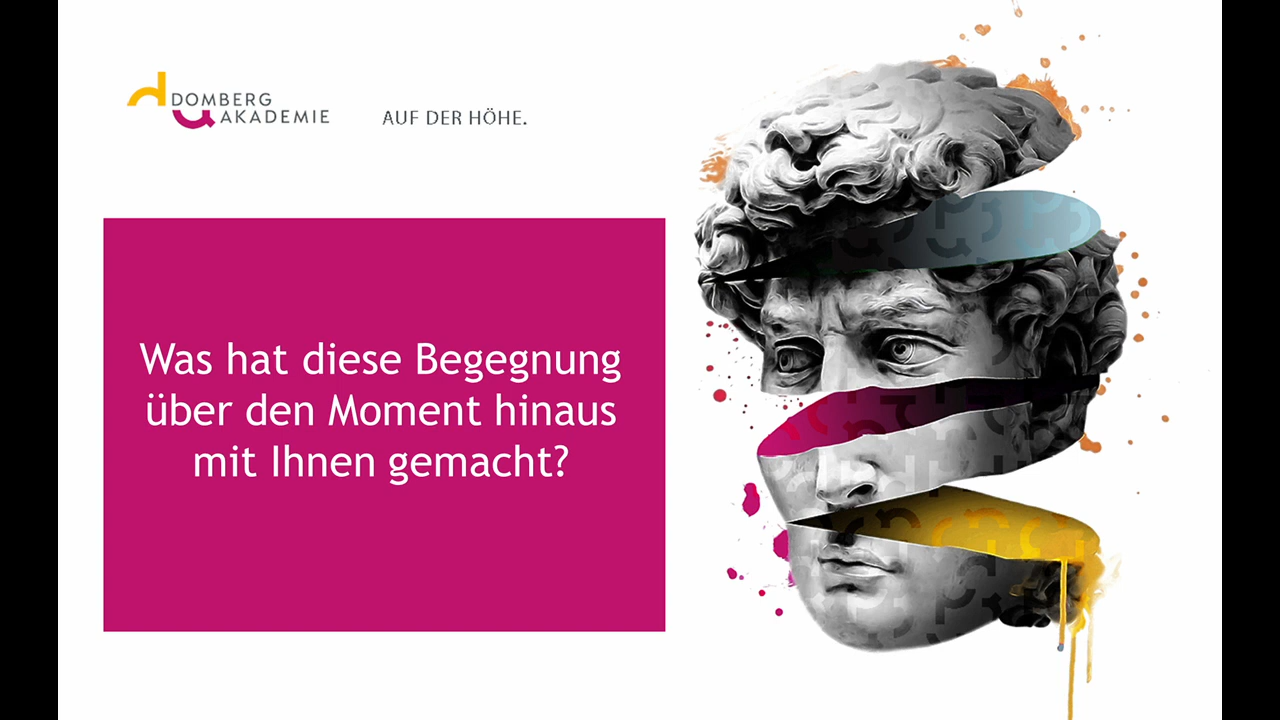 DOMBERG
AKADEMIE
AUF DER HÖHE.
Was hat diese Begegnung
über den Moment hinaus
mit Ihnen gemacht?